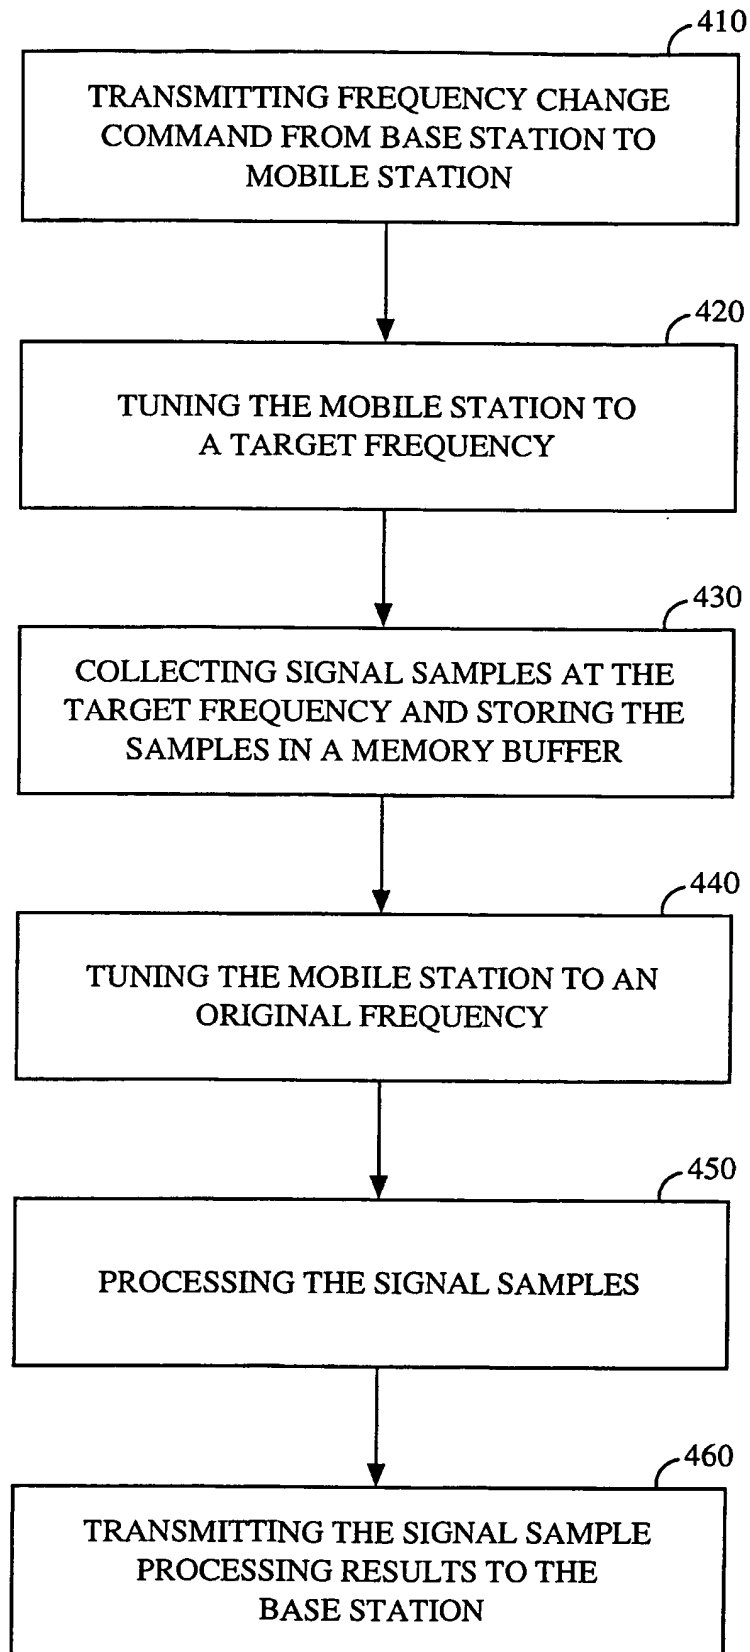 410
TRANSMITTING FREQUENCY CHANGE
COMMAND FROM BASE STATION TO
MOBILE STATION
420
TUNING THE MOBILE STATION TO
A TARGET FREQUENCY
430
COLLECTING SIGNAL SAMPLES AT THE
TARGET FREQUENCY AND STORING THE
SAMPLES IN A MEMORY BUFFER
440
TUNING THE MOBILE STATION TO AN
ORIGINAL FREQUENCY
450
PROCESSING THE SIGNAL SAMPLES
460
TRANSMITTING THE SIGNAL SAMPLE
PROCESSING RESULTS TO THE
BASE STATION